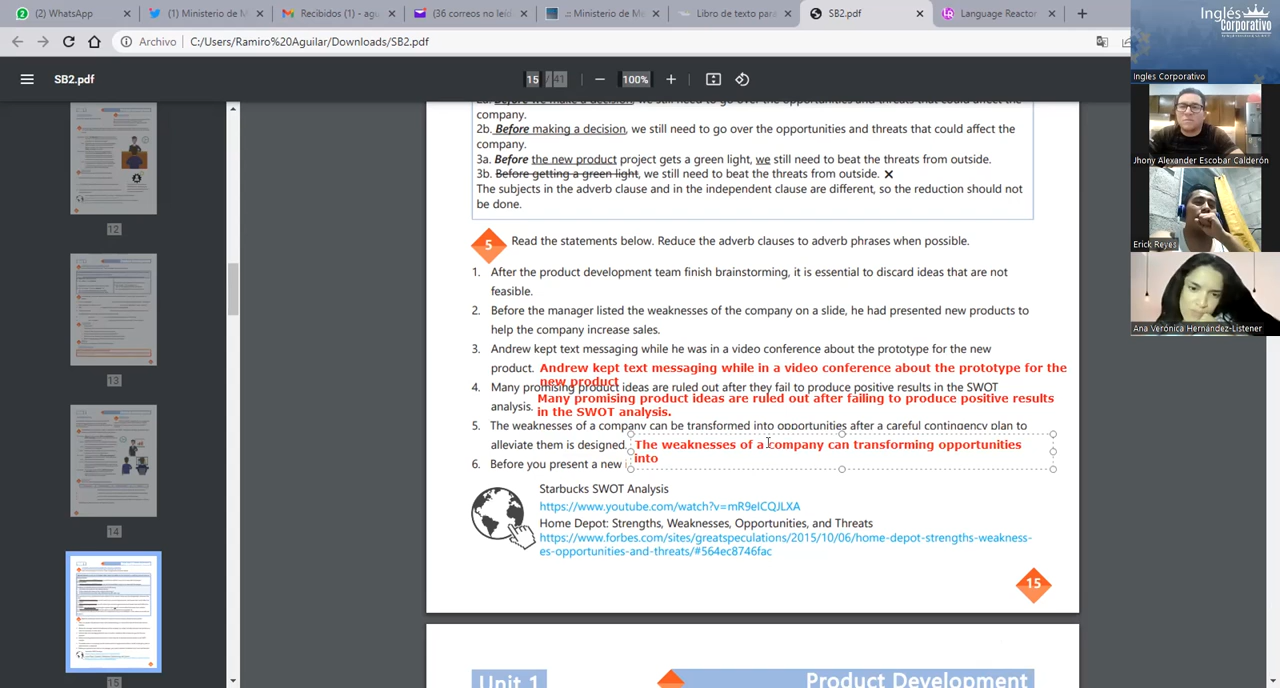 (2) WhatsApp
(1) Ministerio de M
Recibidos (1) - agu
(36 correos no leíd
.:: Ministerio de Me
Libro de texto para
SB2.pdf
Language Reactor
Archivo
C:/Users/Ramiro%20Aguilar/Downloads/SB2.pdf
SB2.pdf
15 / 41
100%
company.
2b. Before making a decision, we still need to go over the opportunities and threats that could affect the
company.
3a. Before the new product project gets a green light, we still need to beat the threats from outside.
3b. Before getting a green light, we still need to beat the threats from outside. ✕
The subjects in the adverb clause and in the independent clause are different, so the reduction should not
be done.
5 Read the statements below. Reduce the adverb clauses to adverb phrases when possible.
1. After the product development team finish brainstorming, it is essential to discard ideas that are not
feasible.
2. Before the manager listed the weaknesses of the company on a slide, he had presented new products to
help the company increase sales.
3. Andrew kept text messaging while he was in a video conference about the prototype for the new
product. Andrew kept text messaging while in a video conference about the prototype for the
new product
4. Many promising product ideas are ruled out after they fail to produce positive results in the SWOT
analysis. Many promising product ideas are ruled out after failing to produce positive results
in the SWOT analysis.
5. The weaknesses of a company can be transformed into opportunities after a careful contingency plan to
alleviate them is designed. The weaknesses of a company can transforming opportunities
into
6. Before you present a new
Starbucks SWOT Analysis
https://www.youtube.com/watch?v=mR9eICQJLXA
Home Depot: Strengths, Weaknesses, Opportunities, and Threats
https://www.forbes.com/sites/greatspeculations/2015/10/06/home-depot-strengths-weakness-
es-opportunities-and-threats/#564ec8746fac
15
Unit 1
Product Development
12
13
14
15
Inglés
Corporativo
Ingles Corporativo
Jhony Alexander Escobar Calderón
Erick Reyes
Ana Verónica Hernández-Listener